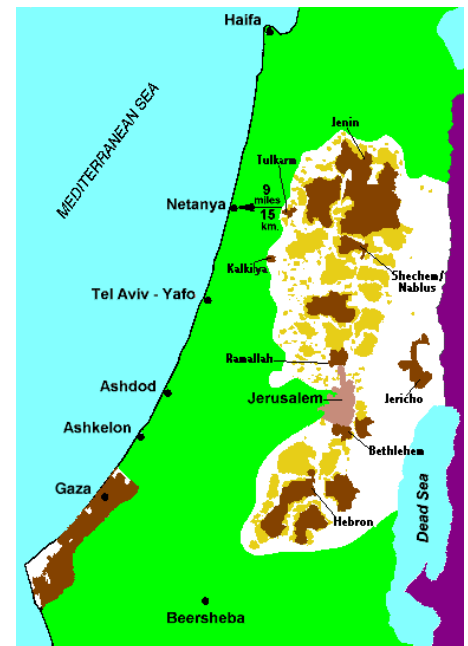 Haifa
MEDITERRANEAN SEA
Jenin
Tulkarm
9
miles
Netanya
15
km.
Kalkilya
Shechem/
Nablus
Tel Aviv - Yafo
Ramallah
Ashdod
Jerusalem
Jericho
Ashkelon
Bethlehem
Gaza
Dead Sea
Hebron
Beersheba